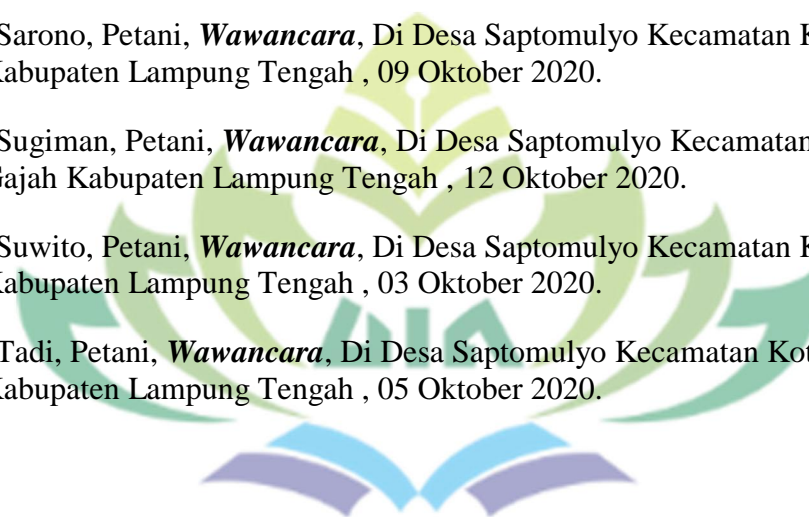 Sarono, Petani, Wawancara, Di Desa Saptomulyo Kecamatan
Kabupaten Lampung Tengah , 09 Oktober 2020.
Sugiman, Petani, Wawancara, Di Desa Saptomulyo Kecamatan
Gajah Kabupaten Lampung Tengah , 12 Oktober 2020.
Suwito, Petani, Wawancara, Di Desa Saptomulyo Kecamatan
Kabupaten Lampung Tengah , 03 Oktober 2020.
Tadi, Petani, Wawancara, Di Desa Saptomulyo Kecamatan Kot
Kabupaten Lampung Tengah , 05 Oktober 2020.